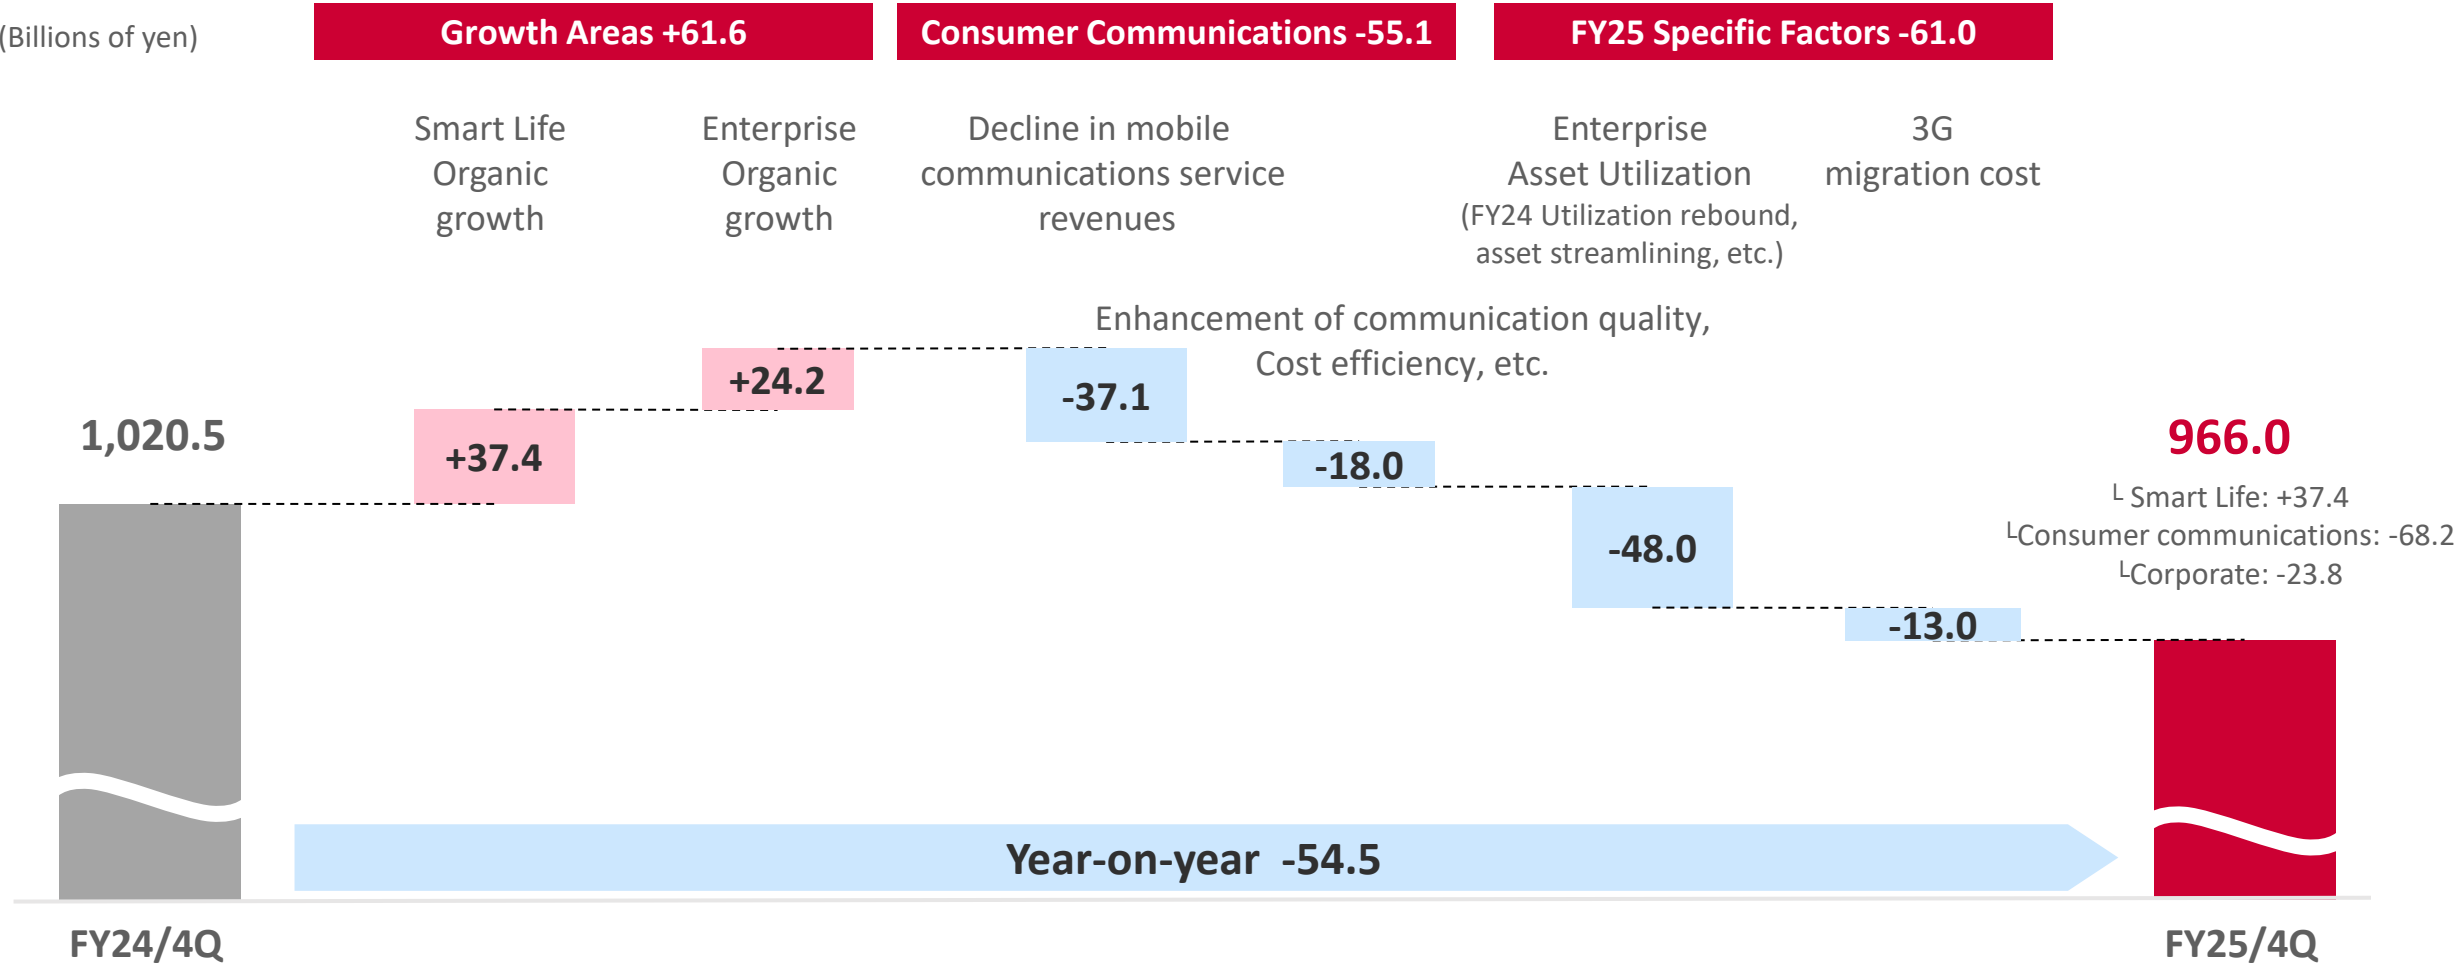 (Billions of yen)
Growth Areas +61.6
Consumer Communications -55.1
FY25 Specific Factors -61.0
Smart Life
Organic
growth
Enterprise
Organic
growth
Decline in mobile
communications service
revenues
Enterprise
Asset Utilization
(FY24 Utilization rebound,
asset streamlining, etc.)
3G
migration cost
Enhancement of communication quality,
Cost efficiency, etc.
1,020.5
+37.4
+24.2
-37.1
-18.0
-48.0
-13.0
966.0
└ Smart Life: +37.4
└Consumer communications: -68.2
└Corporate: -23.8
Year-on-year -54.5
FY24/4Q
FY25/4Q